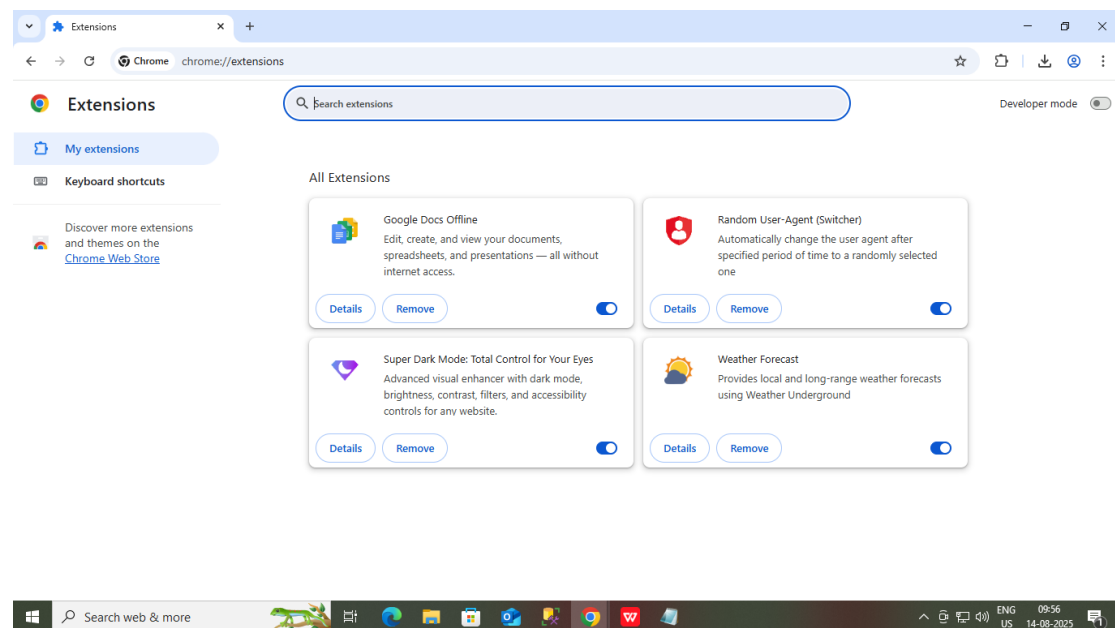 Extensions
Chrome
chrome://extensions
Extensions
Search extensions
Developer mode
My extensions
Keyboard shortcuts
Discover more extensions
and themes on the
Chrome Web Store
All Extensions
Google Docs Offline
Edit, create, and view your documents,
spreadsheets, and presentations — all without
internet access.
Details
Remove
Random User-Agent (Switcher)
Automatically change the user agent after
specified period of time to a randomly selected
one
Details
Remove
Super Dark Mode: Total Control for Your Eyes
Advanced visual enhancer with dark mode,
brightness, contrast, filters, and accessibility
controls for any website.
Details
Remove
Weather Forecast
Provides local and long-range weather forecasts
using Weather Underground
Details
Remove
Search web & more
W
ENG
US
09:56
14-08-2025
1